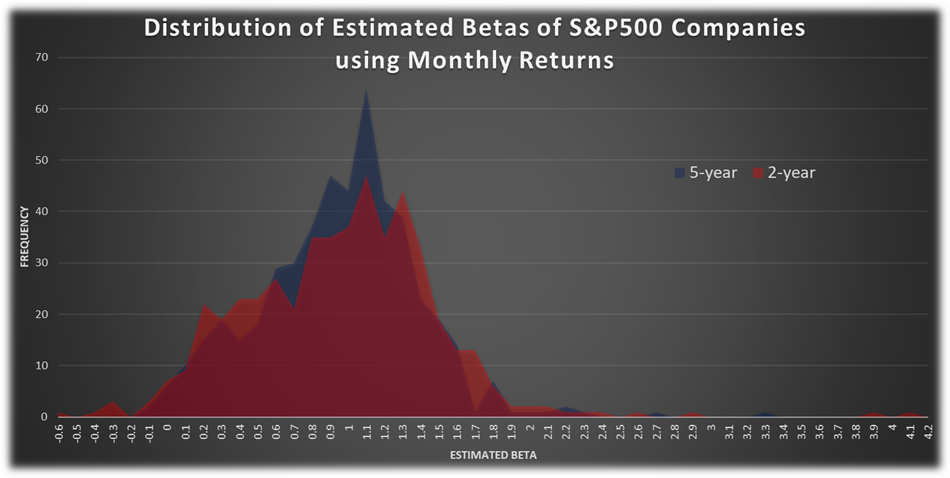 Distribution of Estimated Betas of S&P500 Companies
using Monthly Returns
70
60
50
40
30
20
10
0
FREQUENCY
5-year 2-year
-0.6 -0.5 -0.4 -0.3 -0.2 -0.1 0 0.1 0.2 0.3 0.4 0.5 0.6 0.7 0.8 0.9 1 1.1 1.2 1.3 1.4 1.5 1.6 1.7 1.8 1.9 2 2.1 2.2 2.3 2.4 2.5 2.6 2.7 2.8 2.9 3 3.1 3.2 3.3 3.4 3.5 3.6 3.7 3.8 3.9 4 4.1 4.2
ESTIMATED BETA